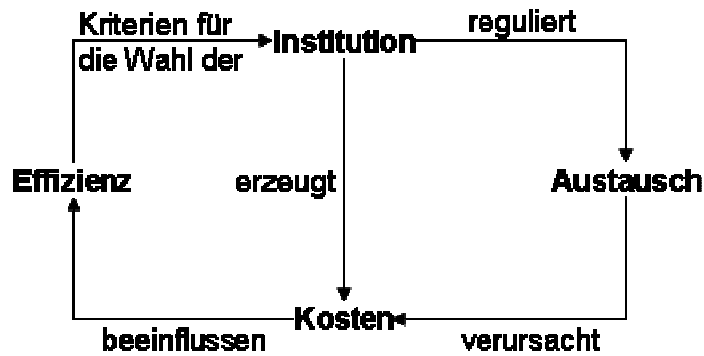 Kriterien für
die Wahl der
Institution
reguliert
Effizienz
erzeugt
Austausch
Kosten
beeinflussen
verursacht